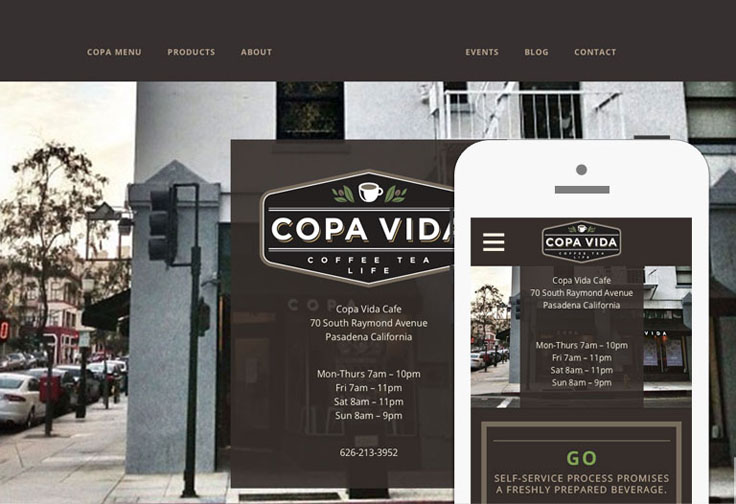 COPA MENU PRODUCTS ABOUT EVENTS BLOG CONTACT
COPA VIDA
COFFEE TEA
LIFE
COPA
Copa Vida Cafe
70 South Raymond Avenue
Pasadena California
Mon-Thurs 7am – 10pm
Fri 7am – 11pm
Sat 8am – 11pm
Sun 8am – 9pm
626-213-3952
COPA VIDA
COFFEE TEA
LIFE
Copa Vida Cafe
70 South Raymond Avenue
Pasadena California
VIDA
Mon-Thurs 7am – 10pm
Fri 7am – 11pm
Sat 8am – 11pm
Sun 8am – 9pm
GO
SELF-SERVICE PROCESS PROMISES
A FRESHLY PREPARED BEVERAGE.